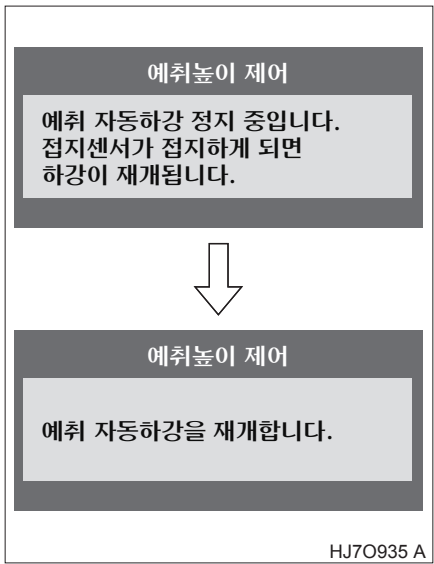 예취높이 제어
예취 자동하강 정지 중입니다.
접지센서가 접지하게 되면
하강이 재개됩니다.
예취높이 제어
예취 자동하강을 재개합니다.
HJ7O935 A